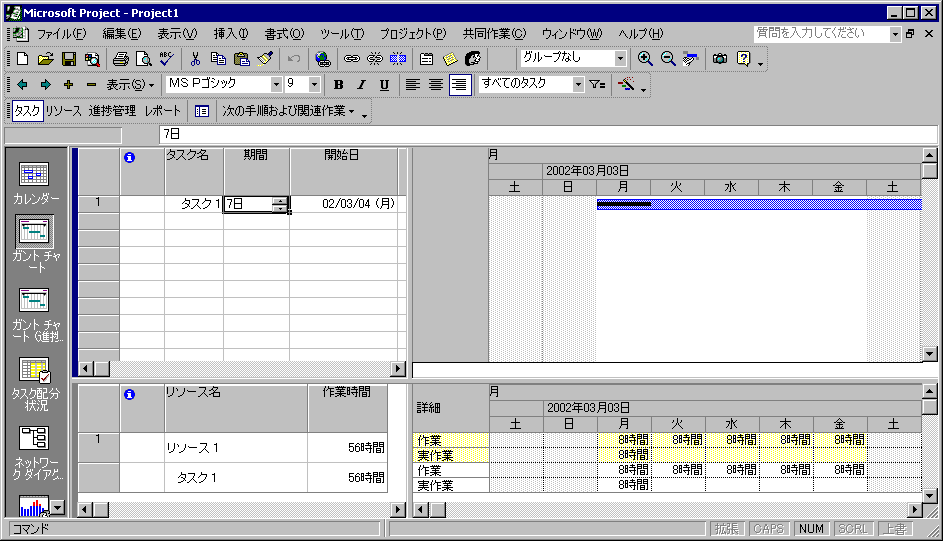 Microsoft Project - Project1
ファイル(F) 編集(E) 表示(V) 挿入(I) 書式(O) ツール(T) プロジェクト(P) 共同作業(C) ウィンドウ(W) ヘルプ(H) 質問を入力してください
グループなし
表示(S) MS Pゴシック 9 B I U すべてのタスク
タスク リソース 進捗管理 レポート 次の手順および関連作業
7日
カレンダー
ガント チャート
ガント チャート (進捗..
タスク配分状況
ネットワーク ダイアグ..
タスク名 期間 開始日
1 タスク 1 7日 02/03/04 (月)
月
2002年03月03日
土 日 月 火 水 木 金 土
リソース名 作業時間
1 リソース 1 56時間
タスク 1 56時間
詳細
月
2002年03月03日
土 日 月 火 水 木 金 土
作業 8時間 8時間 8時間 8時間 8時間
実作業 8時間
作業 8時間 8時間 8時間 8時間 8時間
実作業 8時間
コマンド 拡張 CAPS NUM SCRL 上書